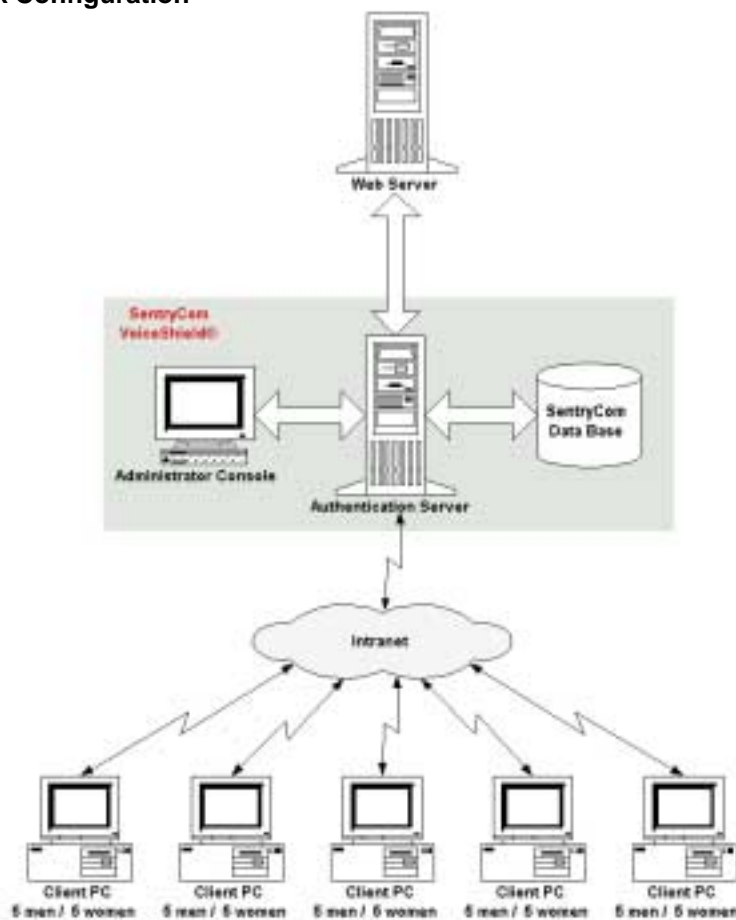 Configuration
Web Server
SentryCom
VoiceShield®
SentryCom
Data Base
Administrator Console
Authentication Server
Intranet
Client PC
5 men / 5 women
Client PC
5 men / 5 women
Client PC
5 men / 5 women
Client PC
5 men / 5 women
Client PC
5 men / 5 women